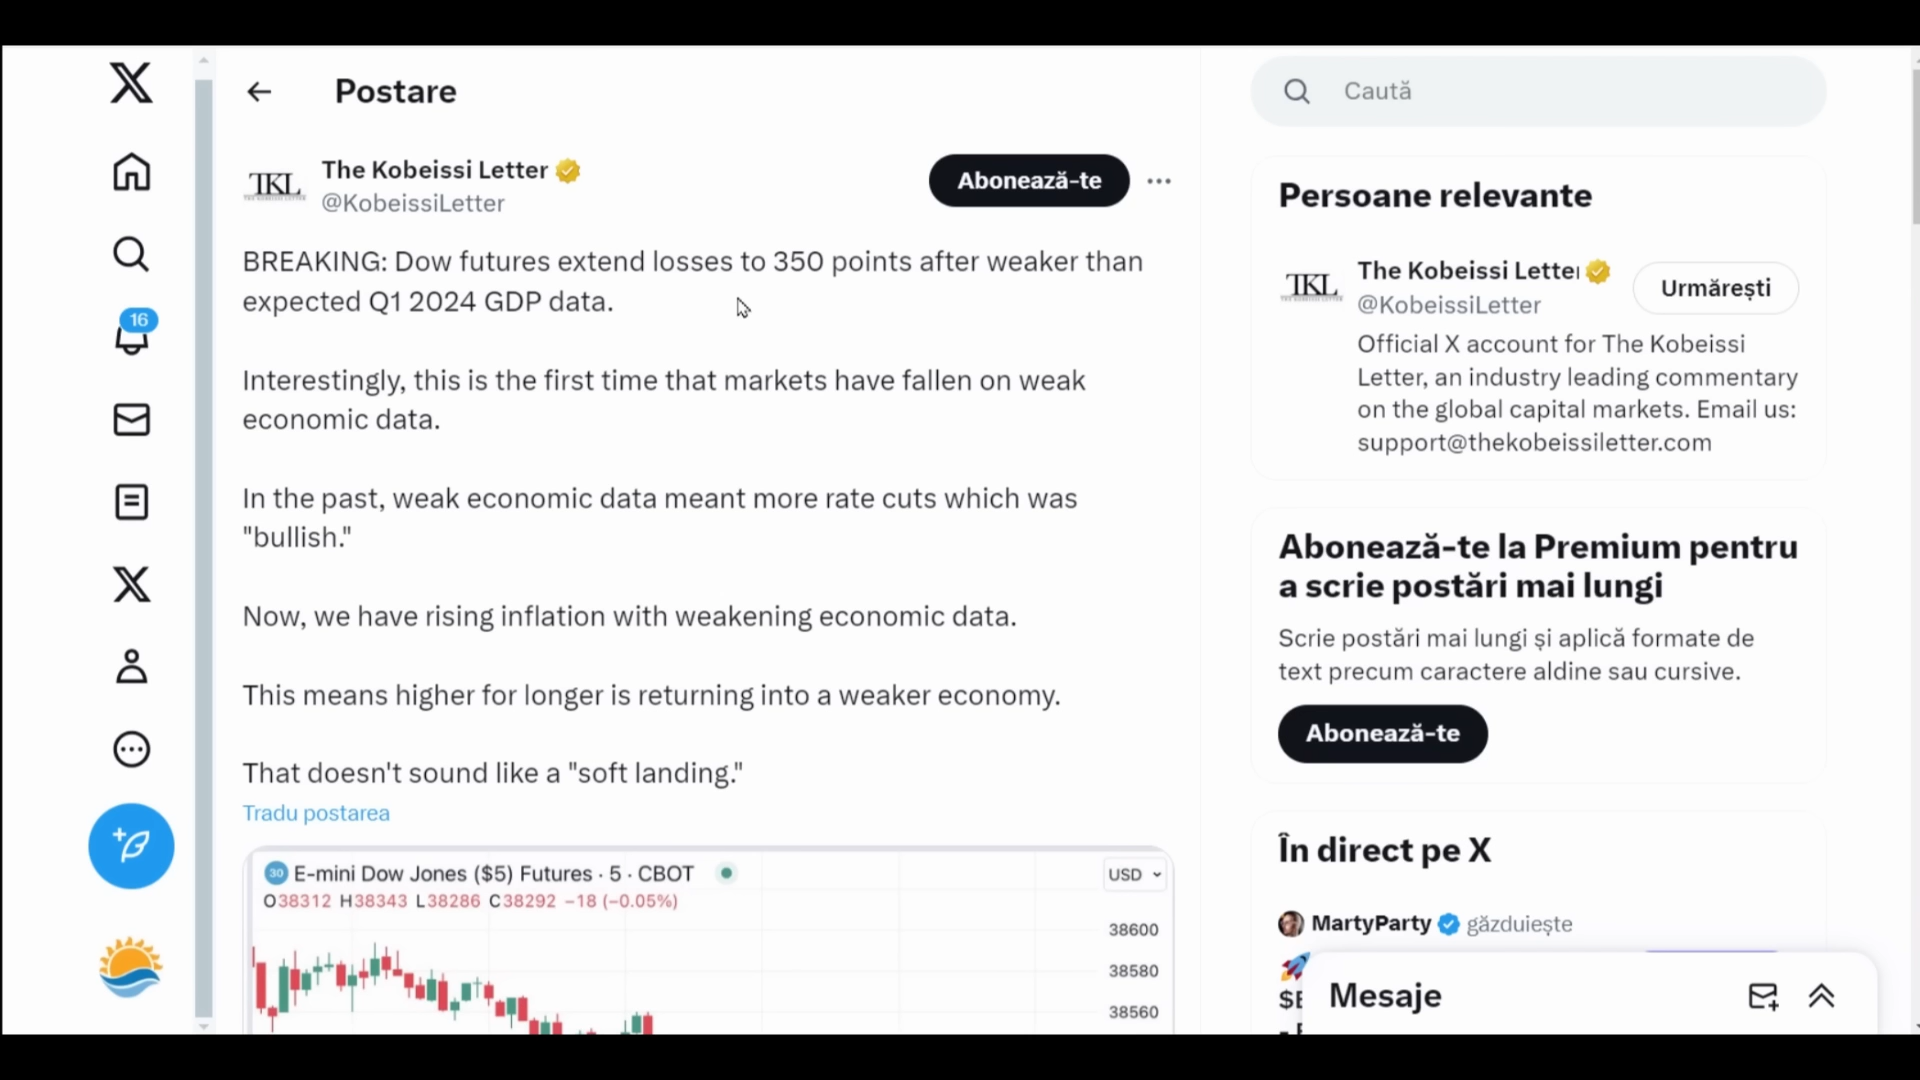 Postare
Caută
TKL
The Kobeissi Letter
@KobeissiLetter
Abonează-te
BREAKING: Dow futures extend losses to 350 points after weaker than
expected Q1 2024 GDP data.
Interestingly, this is the first time that markets have fallen on weak
economic data.
In the past, weak economic data meant more rate cuts which was
"bullish."
Now, we have rising inflation with weakening economic data.
This means higher for longer is returning into a weaker economy.
That doesn't sound like a "soft landing."
Tradu postarea
30 E-mini Dow Jones ($5) Futures · 5 · CBOT
USD
O38312 H38343 L38286 C38292 −18 (−0.05%)
38600
38580
38560
16
Persoane relevante
TKL
The Kobeissi Letter
@KobeissiLetter
Urmărești
Official X account for The Kobeissi
Letter, an industry leading commentary
on the global capital markets. Email us:
support@thekobeissiletter.com
Abonează-te la Premium pentru
a scrie postări mai lungi
Scrie postări mai lungi și aplică formate de
text precum caractere aldine sau cursive.
Abonează-te
În direct pe X
MartyParty găzduiește
Mesaje